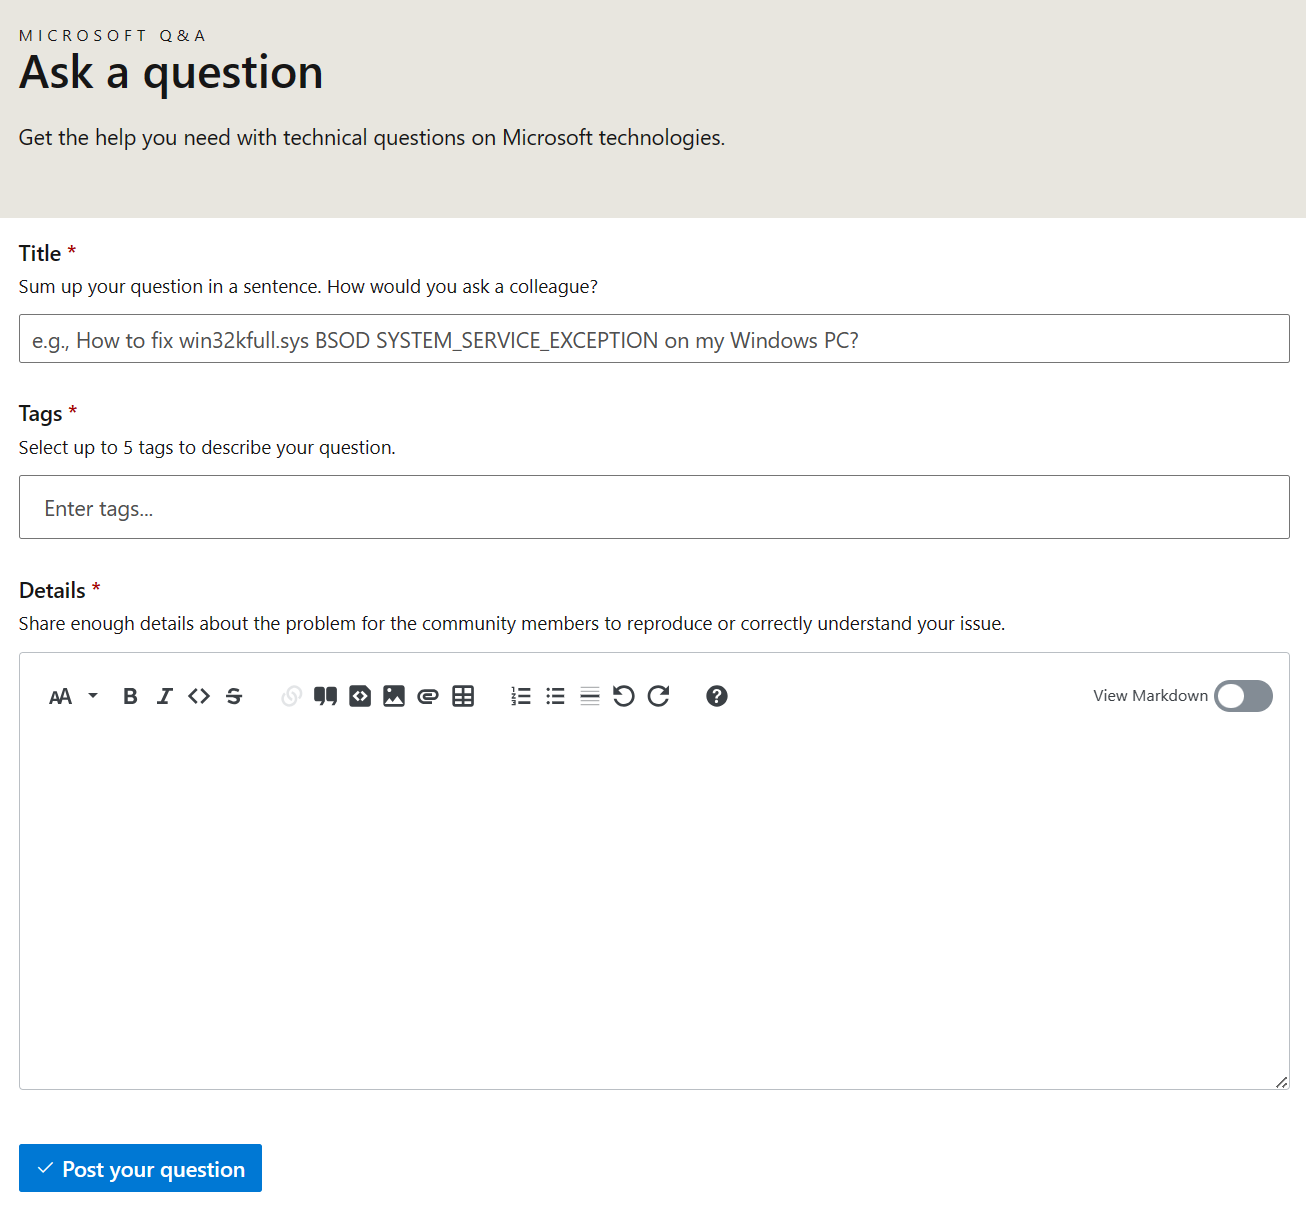 MICROSOFT Q&A
Ask a question
Get the help you need with technical questions on Microsoft technologies.
Title *
Sum up your question in a sentence. How would you ask a colleague?
e.g., How to fix win32kfull.sys BSOD SYSTEM_SERVICE_EXCEPTION on my Windows PC?
Tags *
Select up to 5 tags to describe your question.
Enter tags...
Details *
Share enough details about the problem for the community members to reproduce or correctly understand your issue.
AA B I S View Markdown
Post your question